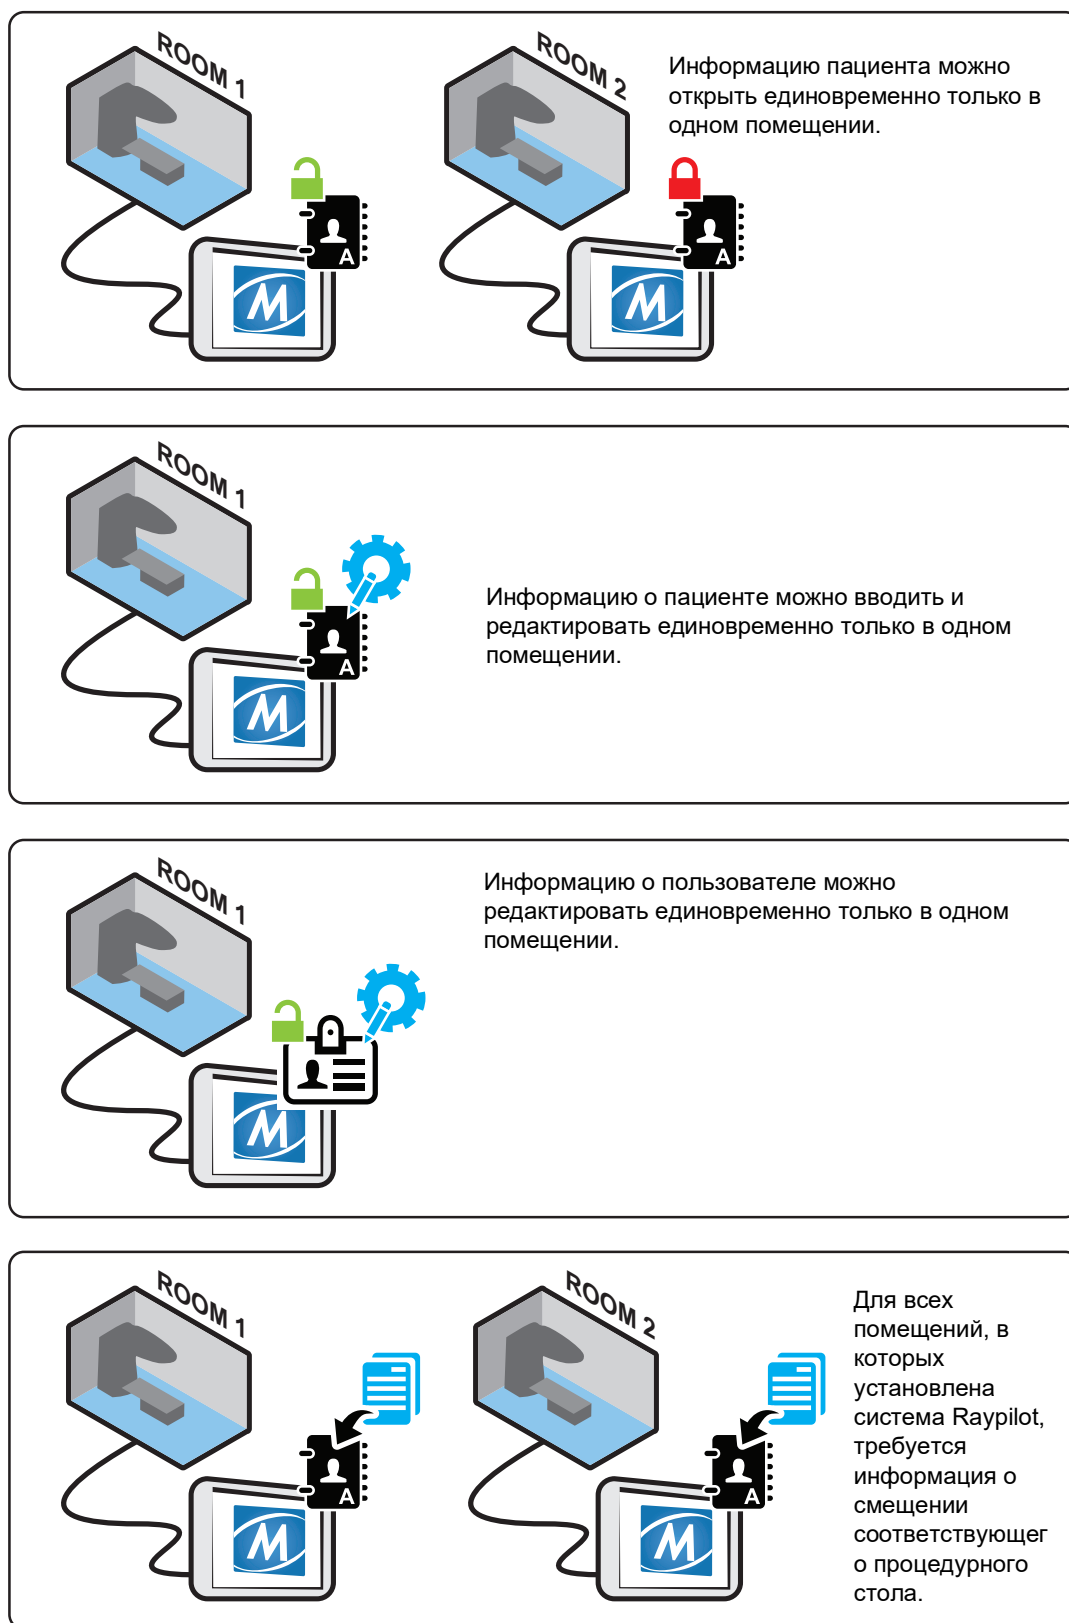 ROOM 1
ROOM 2
Информацию пациента можно
открыть единовременно только в
одном помещении.
A
A
M
M
ROOM 1
Информацию о пациенте можно вводить и
редактировать единовременно только в одном
помещении.
A
M
ROOM 1
Информацию о пользователе можно
редактировать единовременно только в одном
помещении.
M
ROOM 1
ROOM 2
Для всех
помещений, в
которых
установлена
система Raypilot,
требуется
информация о
смещении
соответствующег
о процедурного
стола.
A
A
M
M